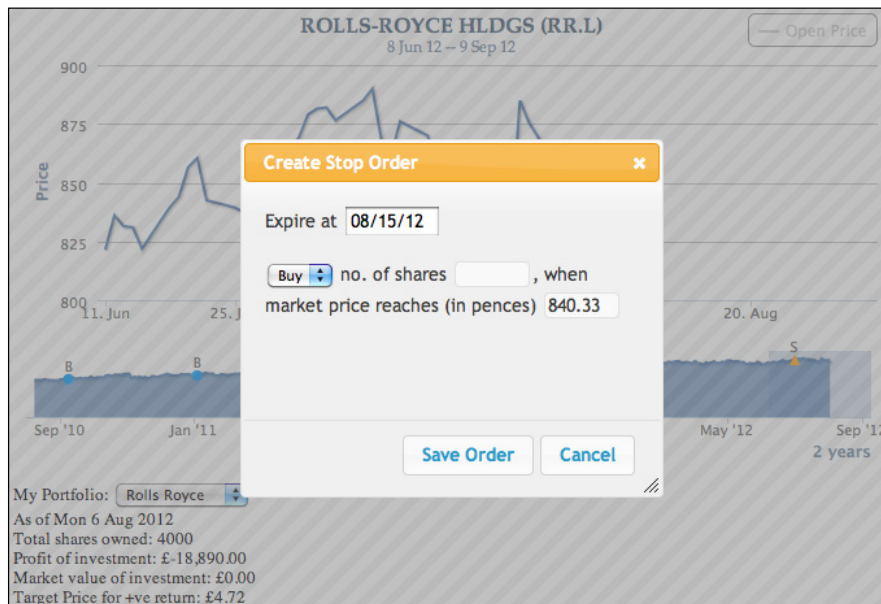 ROLLS-ROYCE HLDGS (RR.L)
8 Jun 12 – 9 Sep 12
— Open Price
900
875
850
825
800
Price
Create Stop Order ×
Expire at 08/15/12
Buy no. of shares , when
market price reaches (in pences) 840.33
Save Order Cancel
11. Jun 25. J 20. Aug
B B S
Sep '10 Jan '11 May '12 Sep '12
2 years
My Portfolio: Rolls Royce
As of Mon 6 Aug 2012
Total shares owned: 4000
Profit of investment: £-18,890.00
Market value of investment: £0.00
Target Price for +ve return: £4.72